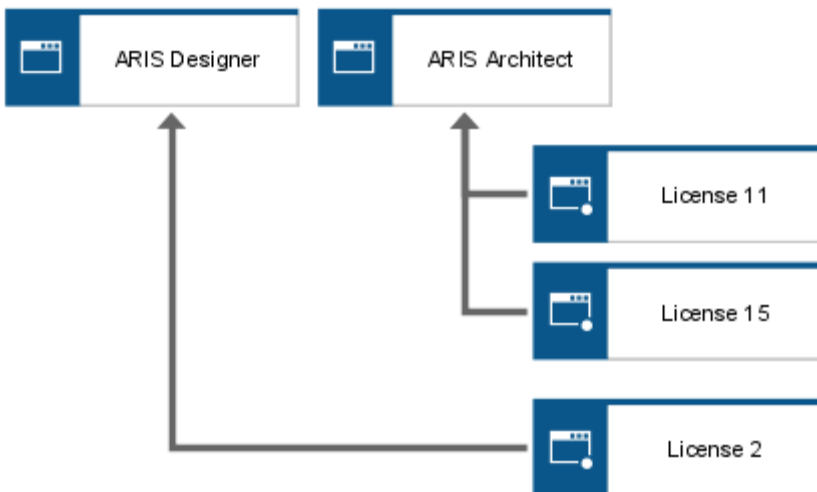 ARIS Designer
ARIS Architect
License 11
License 15
License 2